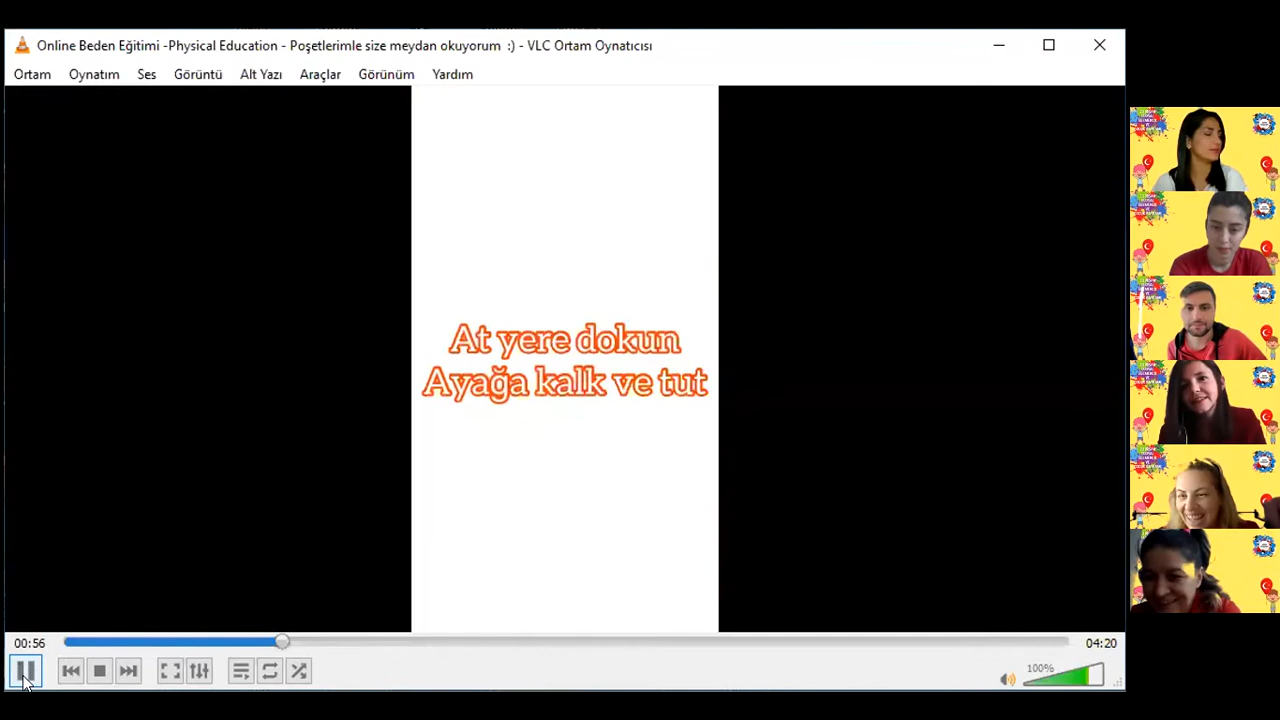 Online Beden Eğitimi -Physical Education - Poşetlerimle size meydan okuyorum :) - VLC Ortam Oynatıcısı
Ortam Oynatım Ses Görüntü Alt Yazı Araçlar Görünüm Yardım
At yere dokun
Ayağa kalk ve tut
00:56
04:20
100%